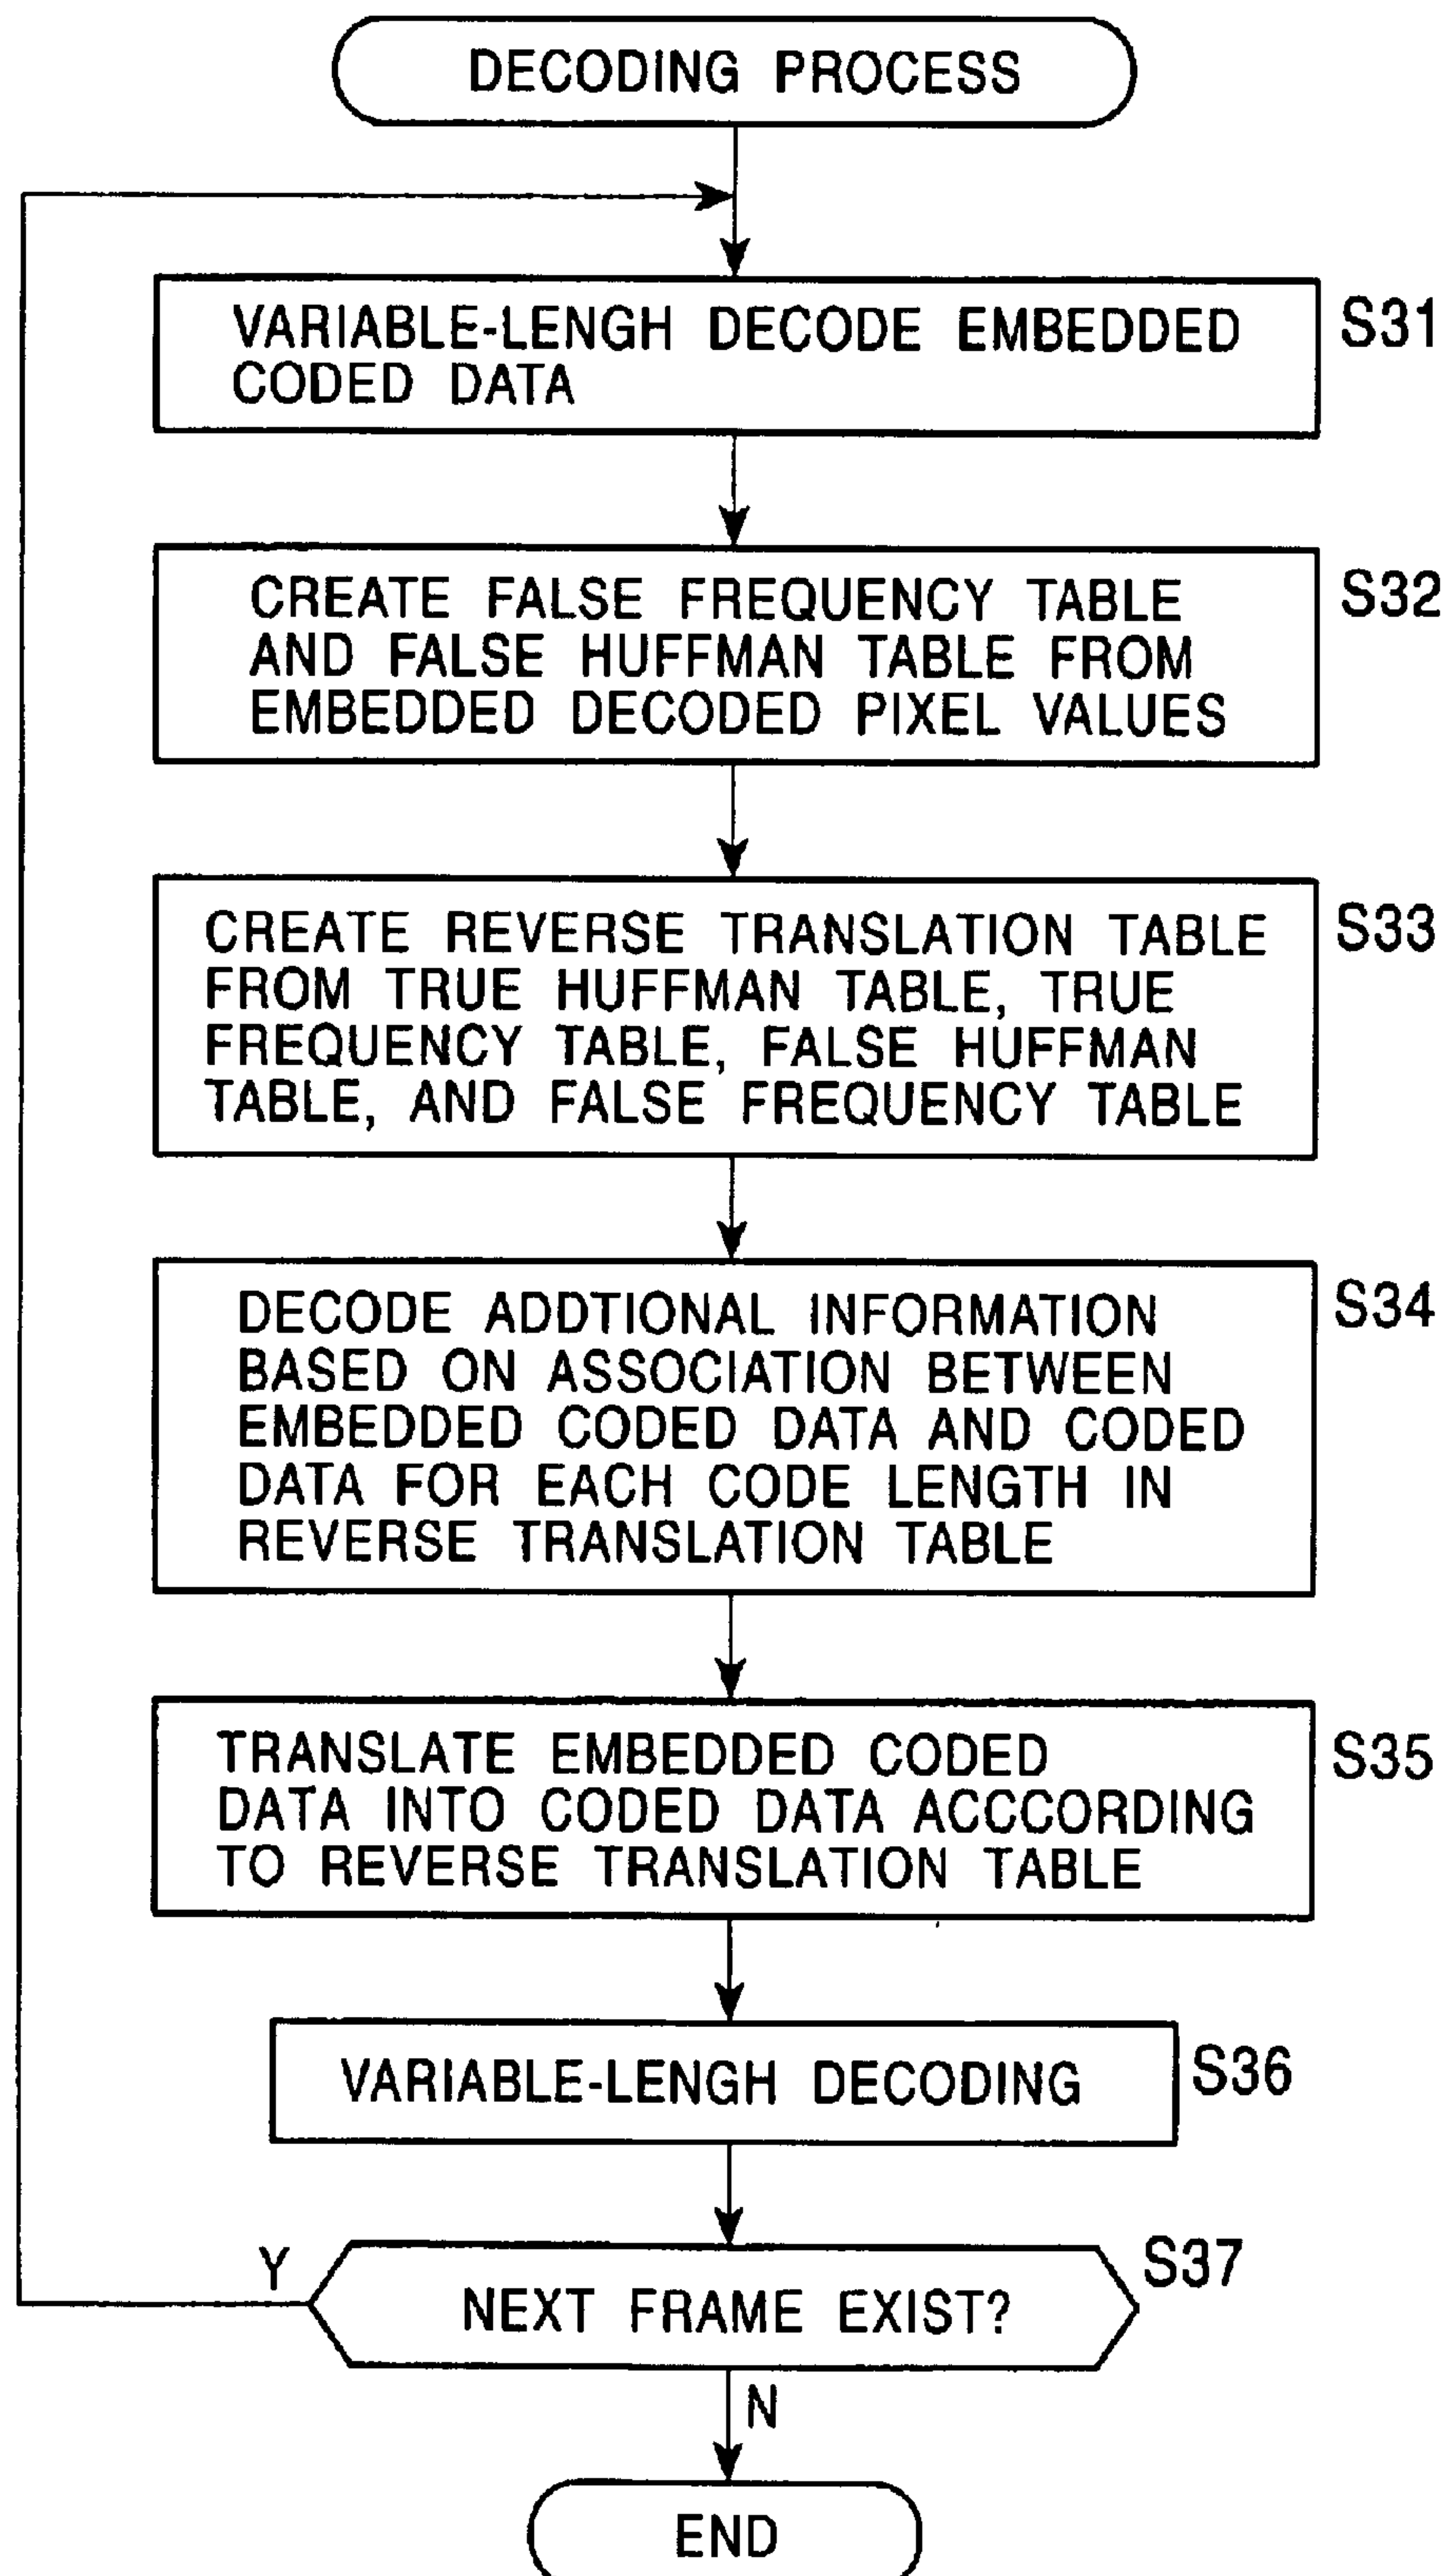 DECODING PROCESS
VARIABLE-LENGH DECODE EMBEDDED
CODED DATA
S31
CREATE FALSE FREQUENCY TABLE
AND FALSE HUFFMAN TABLE FROM
EMBEDDED DECODED PIXEL VALUES
S32
CREATE REVERSE TRANSLATION TABLE
FROM TRUE HUFFMAN TABLE, TRUE
FREQUENCY TABLE, FALSE HUFFMAN
TABLE, AND FALSE FREQUENCY TABLE
S33
DECODE ADDTIONAL INFORMATION
BASED ON ASSOCIATION BETWEEN
EMBEDDED CODED DATA AND CODED
DATA FOR EACH CODE LENGTH IN
REVERSE TRANSLATION TABLE
S34
TRANSLATE EMBEDDED CODED
DATA INTO CODED DATA ACCCORDING
TO REVERSE TRANSLATION TABLE
S35
VARIABLE-LENGH DECODING
S36
NEXT FRAME EXIST?
S37
Y
N
END